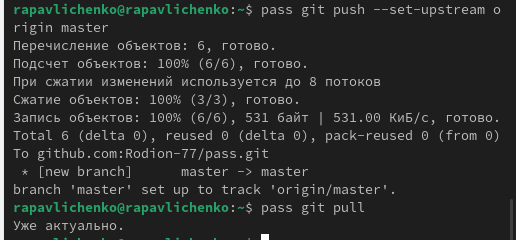 rapavlichenko@rapavlichenko:~$ pass git push --set-upstream o
rigin master
Перечисление объектов: 6, готово.
Подсчет объектов: 100% (6/6), готово.
При сжатии изменений используется до 8 потоков
Сжатие объектов: 100% (3/3), готово.
Запись объектов: 100% (6/6), 531 байт | 531.00 КиБ/с, готово.
Total 6 (delta 0), reused 0 (delta 0), pack-reused 0 (from 0)
To github.com:Rodion-77/pass.git
 * [new branch]      master -> master
branch 'master' set up to track 'origin/master'.
rapavlichenko@rapavlichenko:~$ pass git pull
Уже актуально.
rapavlichenko@rapavlichenko:~$